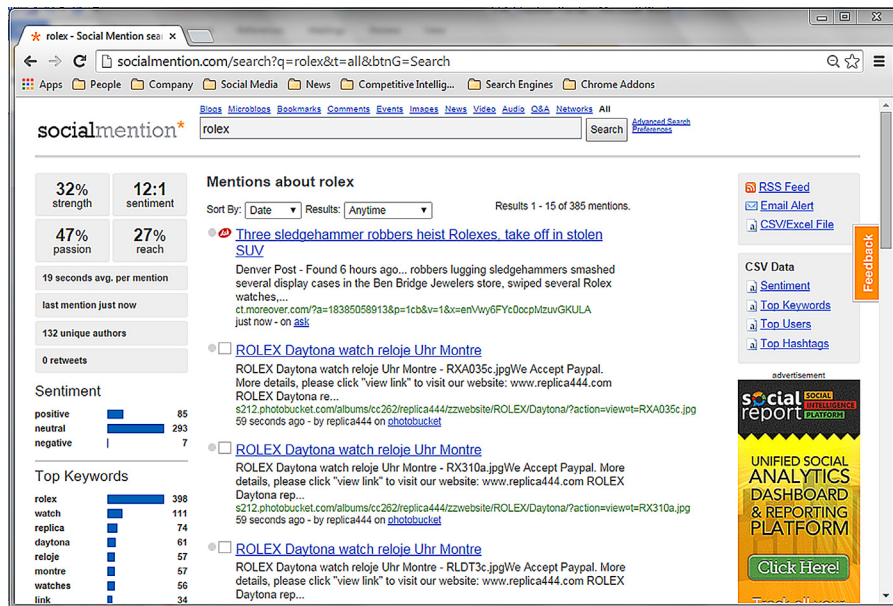 rolex - Social Mention sea
socialmention.com/search?q=rolex&t=all&btnG=Search
Apps People Company Social Media News Competitive Intellig... Search Engines Chrome Addons
Blogs Microblogs Bookmarks Comments Events Images News Video Audio Q&A Networks All
socialmention*
rolex
Search
Advanced Search
Preferences
32%
strength
12:1
sentiment
47%
passion
27%
reach
19 seconds avg. per mention
last mention just now
132 unique authors
0 retweets
Sentiment
positive 85
neutral 293
negative 7
Top Keywords
rolex 398
watch 111
replica 74
daytona 61
reloje 57
montre 57
watches 56
link 34
Mentions about rolex
Sort By: Date Results: Anytime Results 1 - 15 of 385 mentions.
Three sledgehammer robbers heist Rolexes, take off in stolen
SUV
Denver Post - Found 6 hours ago... robbers lugging sledgehammers smashed
several display cases in the Ben Bridge Jewelers store, swiped several Rolex
watches,...
ct.moreover.com/?a=18385058913&p=1cb&v=1&x=enVwy6FYc0ocpMzuvGKULA
just now - on ask
ROLEX Daytona watch reloje Uhr Montre
ROLEX Daytona watch reloje Uhr Montre - RXA035c.jpgWe Accept Paypal.
More details, please click "view link" to visit our website: www.replica444.com
ROLEX Daytona re...
s212.photobucket.com/albums/cc262/replica444/zzwebsite/ROLEX/Daytona/?action=view¤t=RXA035c.jpg
59 seconds ago - by replica444 on photobucket
ROLEX Daytona watch reloje Uhr Montre
ROLEX Daytona watch reloje Uhr Montre - RX310a.jpgWe Accept Paypal. More
details, please click "view link" to visit our website: www.replica444.com ROLEX
Daytona rep...
s212.photobucket.com/albums/cc262/replica444/zzwebsite/ROLEX/Daytona/?action=view¤t=RX310a.jpg
59 seconds ago - by replica444 on photobucket
ROLEX Daytona watch reloje Uhr Montre
ROLEX Daytona watch reloje Uhr Montre - RLDT3c.jpgWe Accept Paypal. More
details, please click "view link" to visit our website: www.replica444.com ROLEX
Daytona rep...
RSS Feed
Email Alert
CSV/Excel File
Feedback
CSV Data
Sentiment
Top Keywords
Top Users
Top Hashtags
advertisement
social
report
SOCIAL
INTELLIGENCE
PLATFORM
UNIFIED SOCIAL
ANALYTICS
DASHBOARD
& REPORTING
PLATFORM
Click Here!
Track all your